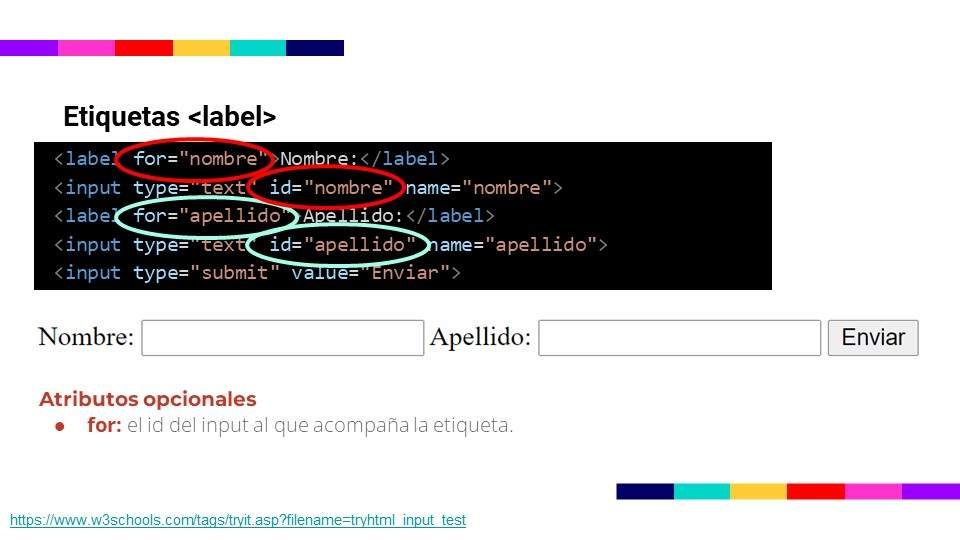 Etiquetas <label>
<label for="nombre">Nombre:</label>
<input type="text" id="nombre" name="nombre">
<label for="apellido">Apellido:</label>
<input type="text" id="apellido" name="apellido">
<input type="submit" value="Enviar">
Nombre: Apellido: Enviar
Atributos opcionales
● for: el id del input al que acompaña la etiqueta.
https://www.w3schools.com/tags/tryit.asp?filename=tryhtml_input_test